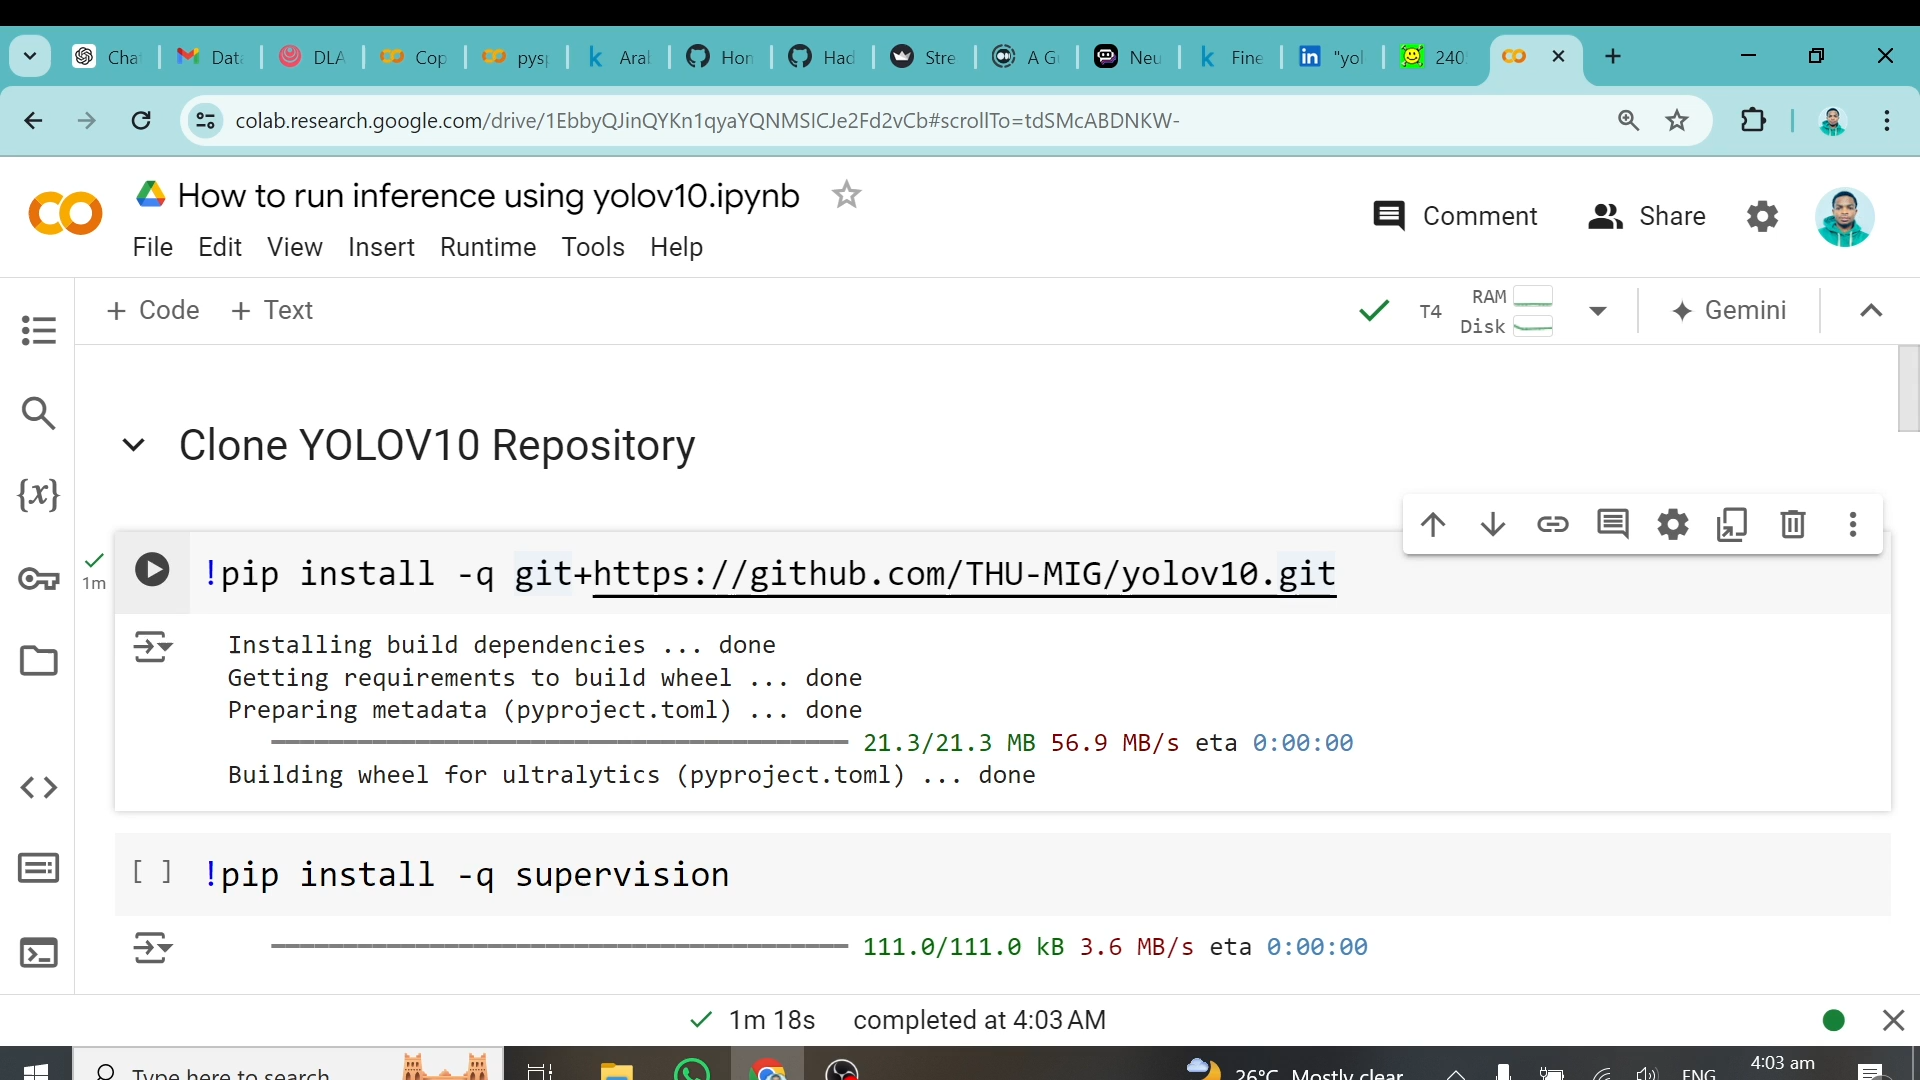 Cha
Data
DLA
Cop
pys
Aral
Hon
Had
Stre
A G
Neu
Fine
"yol
240
colab.research.google.com/drive/1EbbyQJinQYKn1qyaYQNMSlCJe2Fd2vCb#scrollTo=tdSMcABDNKW-
How to run inference using yolov10.ipynb
Comment
Share
File Edit View Insert Runtime Tools Help
+ Code + Text
T4
RAM
Disk
Gemini
Clone YOLOV10 Repository
{x}
1m
!pip install -q git+https://github.com/THU-MIG/yolov10.git
Installing build dependencies ... done
Getting requirements to build wheel ... done
Preparing metadata (pyproject.toml) ... done
21.3/21.3 MB 56.9 MB/s eta 0:00:00
Building wheel for ultralytics (pyproject.toml) ... done
[ ] !pip install -q supervision
111.0/111.0 kB 3.6 MB/s eta 0:00:00
1m 18s completed at 4:03 AM
Type here to search
26°C Mostly clear
ENG
4:03 am